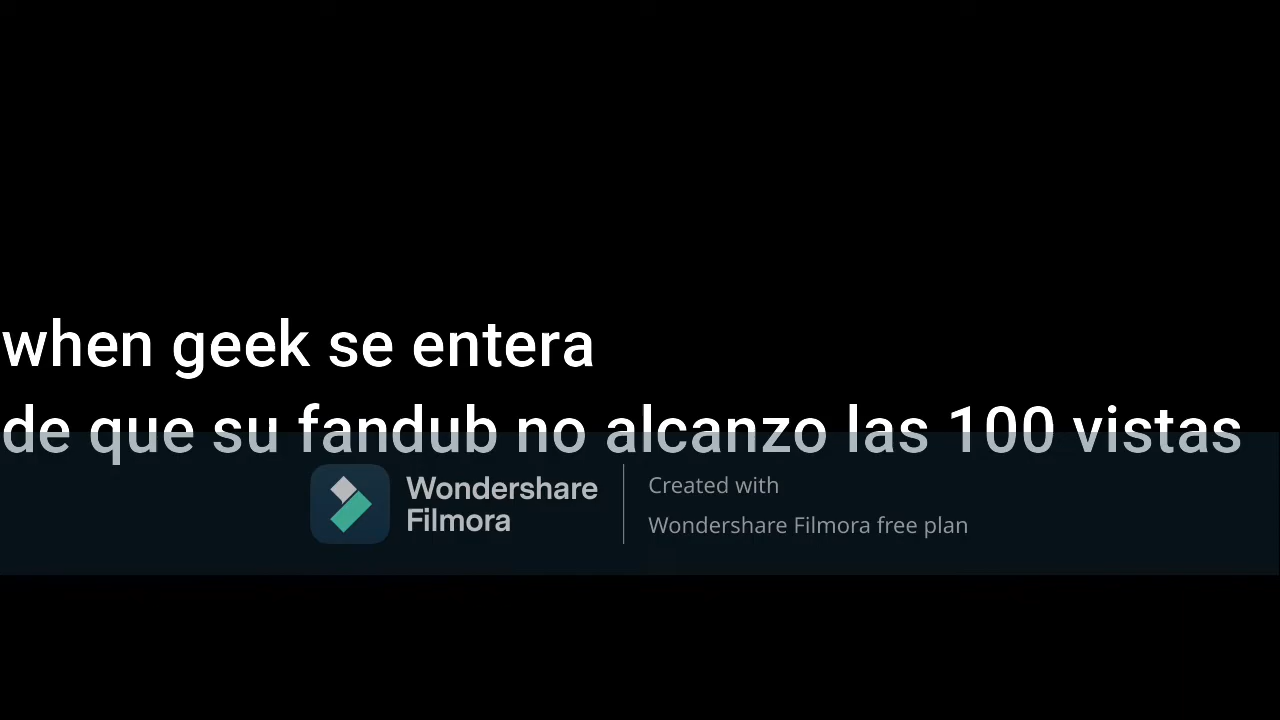 when geek se entera
de que su fandub no alcanzo las 100 vistas
Wondershare
Filmora
Created with
Wondershare Filmora free plan